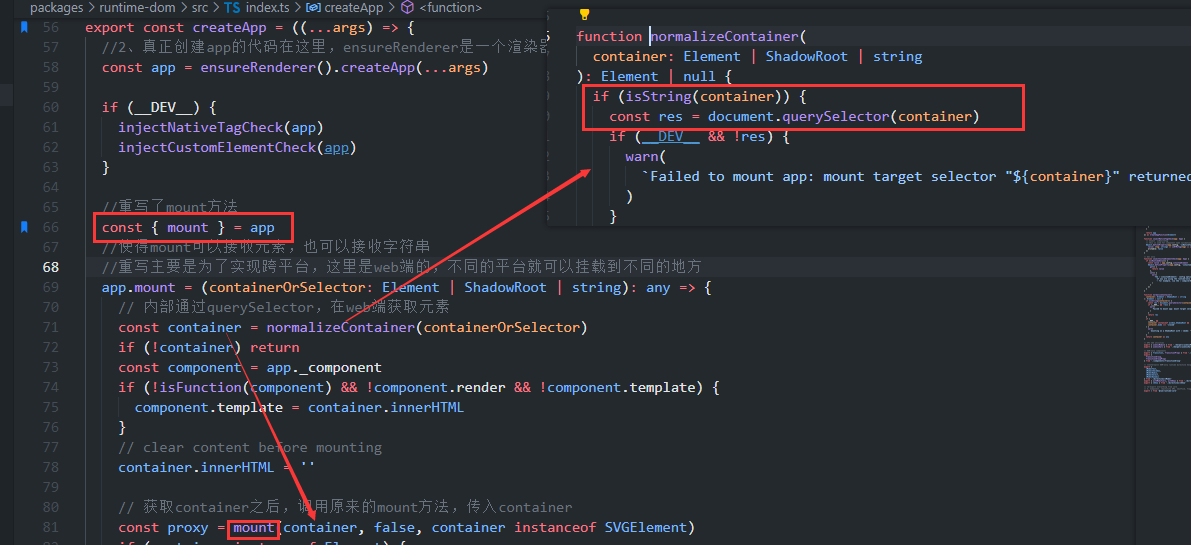 packages > runtime-dom > src > TS index.ts > createApp > <function>
56 export const createApp = ((...args) => {
57 //2、真正创建app的代码在这里，ensureRenderer是一个渲染器
58 const app = ensureRenderer().createApp(...args)
59
60 if (__DEV__) {
61 injectNativeTagCheck(app)
62 injectCustomElementCheck(app)
63 }
64
65 //重写了mount方法
66 const { mount } = app
67 //使得mount可以接收元素，也可以接收字符串
68 //重写主要是为了实现跨平台，这里是web端的，不同的平台就可以挂载到不同的地方
69 app.mount = (containerOrSelector: Element | ShadowRoot | string): any => {
70 // 内部通过querySelector，在web端获取元素
71 const container = normalizeContainer(containerOrSelector)
72 if (!container) return
73 const component = app._component
74 if (!isFunction(component) && !component.render && !component.template) {
75 component.template = container.innerHTML
76 }
77 // clear content before mounting
78 container.innerHTML = ''
79
80 // 获取container之后，调用原来的mount方法，传入container
81 const proxy = mount(container, false, container instanceof SVGElement)
function normalizeContainer(
container: Element | ShadowRoot | string
): Element | null {
if (isString(container)) {
const res = document.querySelector(container)
if (__DEV__ && !res) {
warn(
`Failed to mount app: mount target selector "${container}" returned
)
}